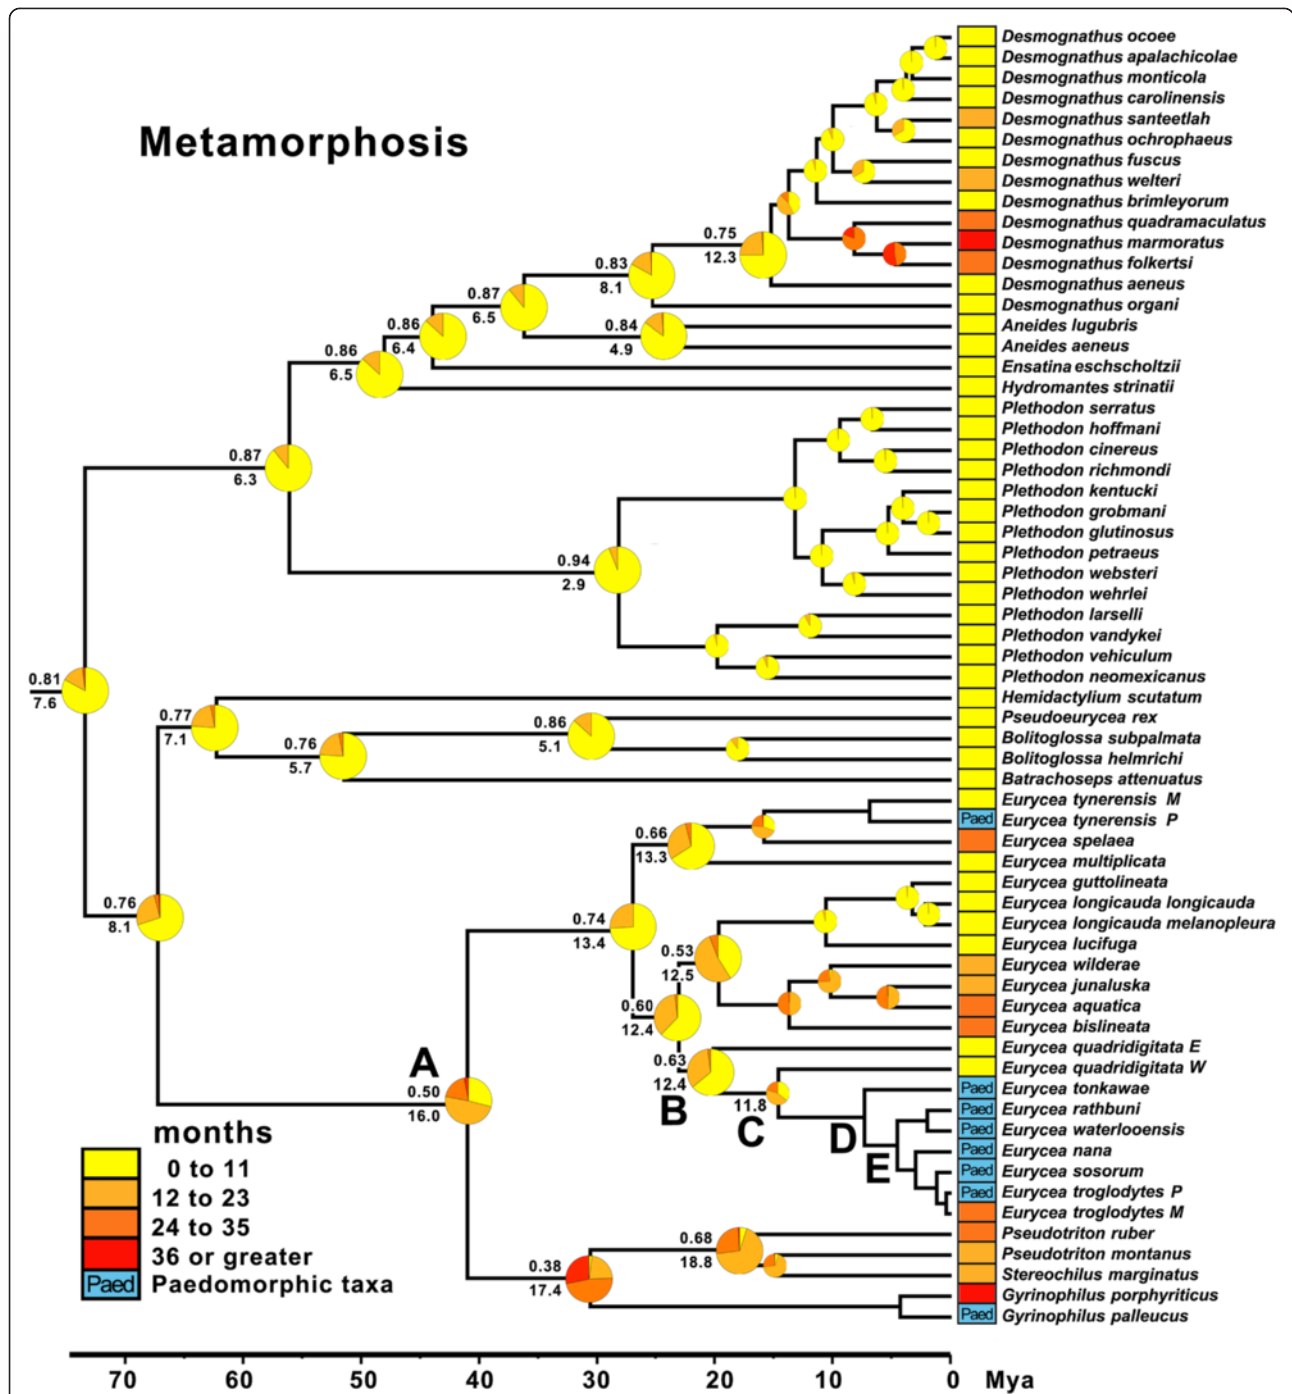 Metamorphosis
Desmognathus ocoee
Desmognathus apalachicolae
Desmognathus monticola
Desmognathus carolinensis
Desmognathus santeetlah
Desmognathus ochrophaeus
Desmognathus fuscus
Desmognathus welteri
Desmognathus brimleyorum
Desmognathus quadramaculatus
Desmognathus marmoratus
Desmognathus folkertsi
Desmognathus aeneus
Desmognathus organi
Aneides lugubris
Aneides aeneus
Ensatina eschscholtzii
Hydromantes strinatii
Plethodon serratus
Plethodon hoffmani
Plethodon cinereus
Plethodon richmondi
Plethodon kentucki
Plethodon grobmani
Plethodon glutinosus
Plethodon petraeus
Plethodon websteri
Plethodon wehrlei
Plethodon larselli
Plethodon vandykei
Plethodon vehiculum
Plethodon neomexicanus
Hemidactylium scutatum
Pseudoeurycea rex
Bolitoglossa subpalmata
Bolitoglossa helmrichi
Batrachoseps attenuatus
Eurycea tynerensis M
Paed Eurycea tynerensis P
Eurycea spelaea
Eurycea multiplicata
Eurycea guttolineata
Eurycea longicauda longicauda
Eurycea longicauda melanopleura
Eurycea lucifuga
Eurycea wilderae
Eurycea junaluska
Eurycea aquatica
Eurycea bislineata
Eurycea quadridigitata E
Eurycea quadridigitata W
Paed Eurycea tonkawae
Paed Eurycea rathbuni
Paed Eurycea waterlooensis
Paed Eurycea nana
Paed Eurycea sosorum
Paed Eurycea troglodytes P
Eurycea troglodytes M
Pseudotriton ruber
Pseudotriton montanus
Stereochilus marginatus
Gyrinophilus porphyriticus
Paed Gyrinophilus palleucus
0.75
12.3
0.83
8.1
0.87
6.5
0.84
4.9
0.86
6.4
0.86
6.5
0.87
6.3
0.94
2.9
0.81
7.6
0.77
7.1
0.86
5.1
0.76
5.7
0.76
8.1
0.66
13.3
0.74
13.4
0.53
12.5
0.60
12.4
0.63
12.4
11.8
A
0.50
16.0
B
C
D
E
0.68
18.8
0.38
17.4
months
0 to 11
12 to 23
24 to 35
36 or greater
Paed Paedomorphic taxa
70 60 50 40 30 20 10 0 Mya